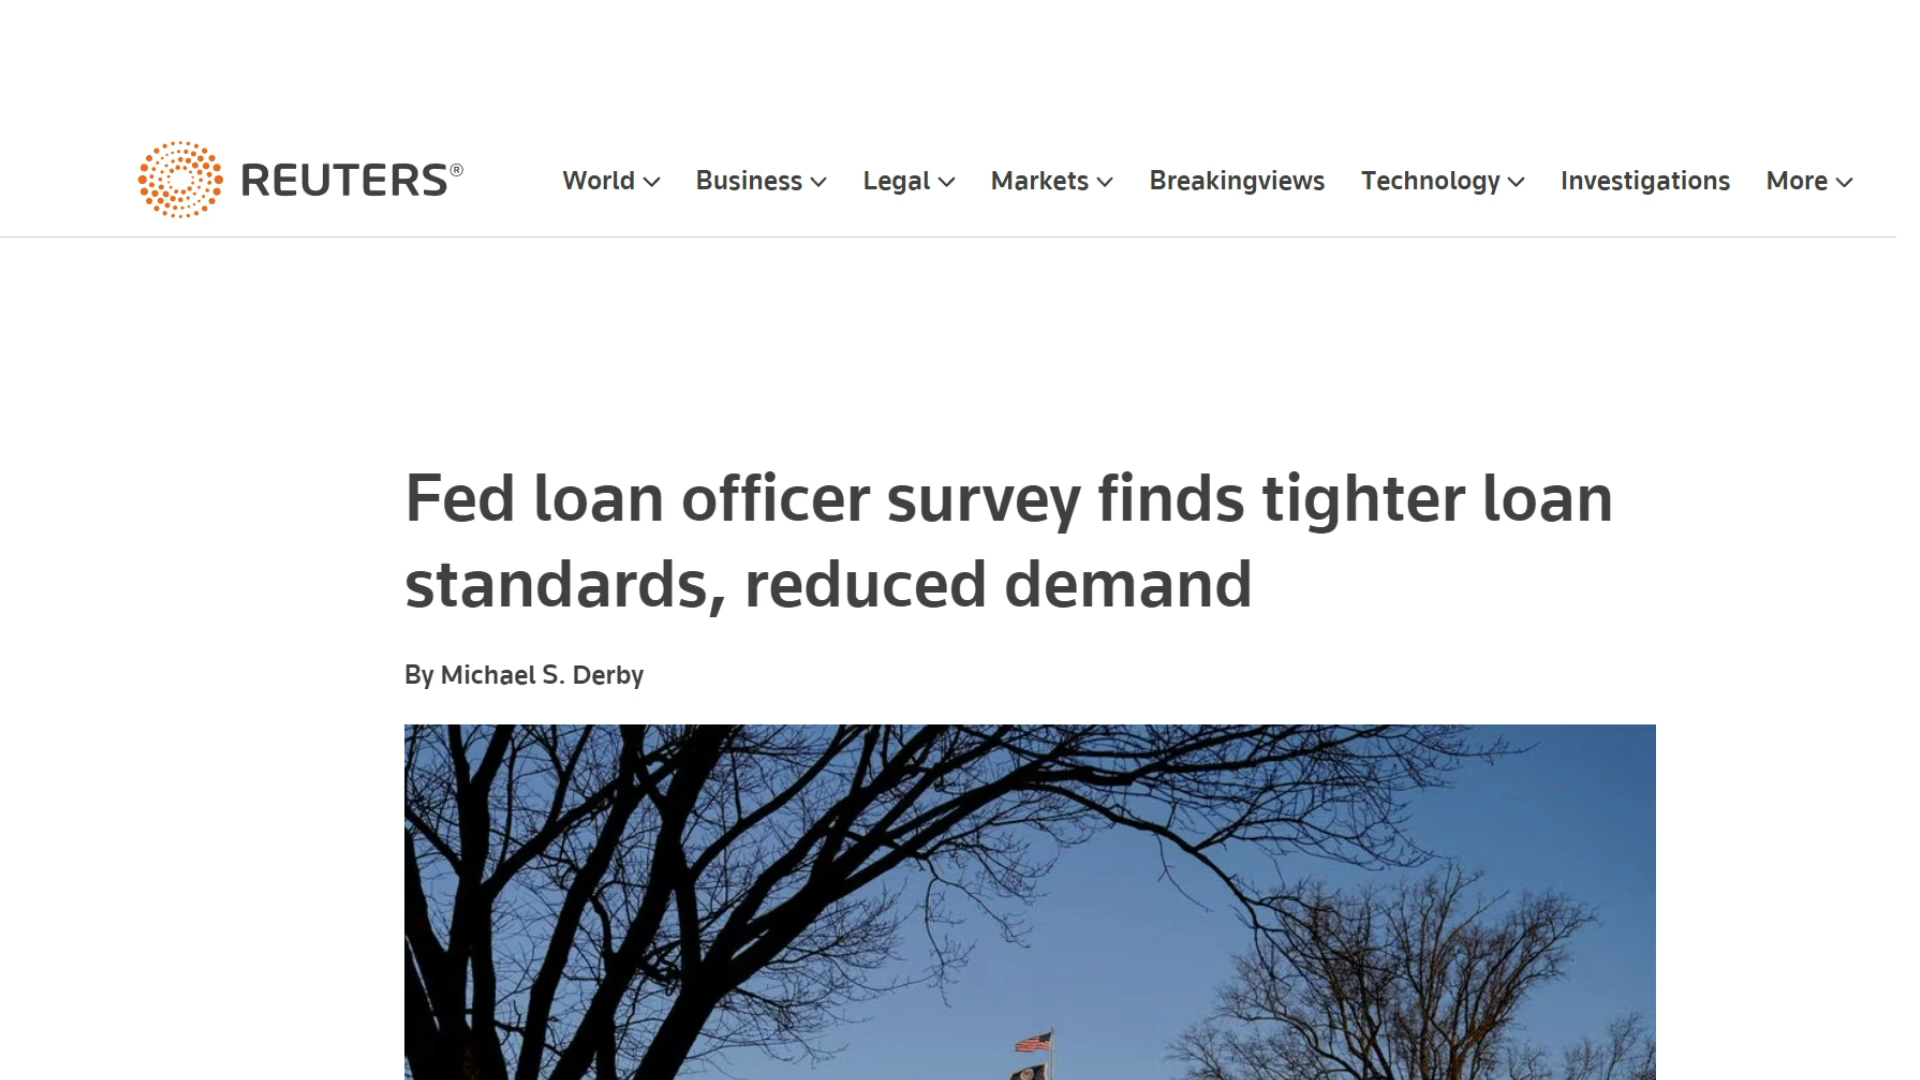 REUTERS®
World
Business
Legal
Markets
Breakingviews
Technology
Investigations
More
Fed loan officer survey finds tighter loan
standards, reduced demand
By Michael S. Derby